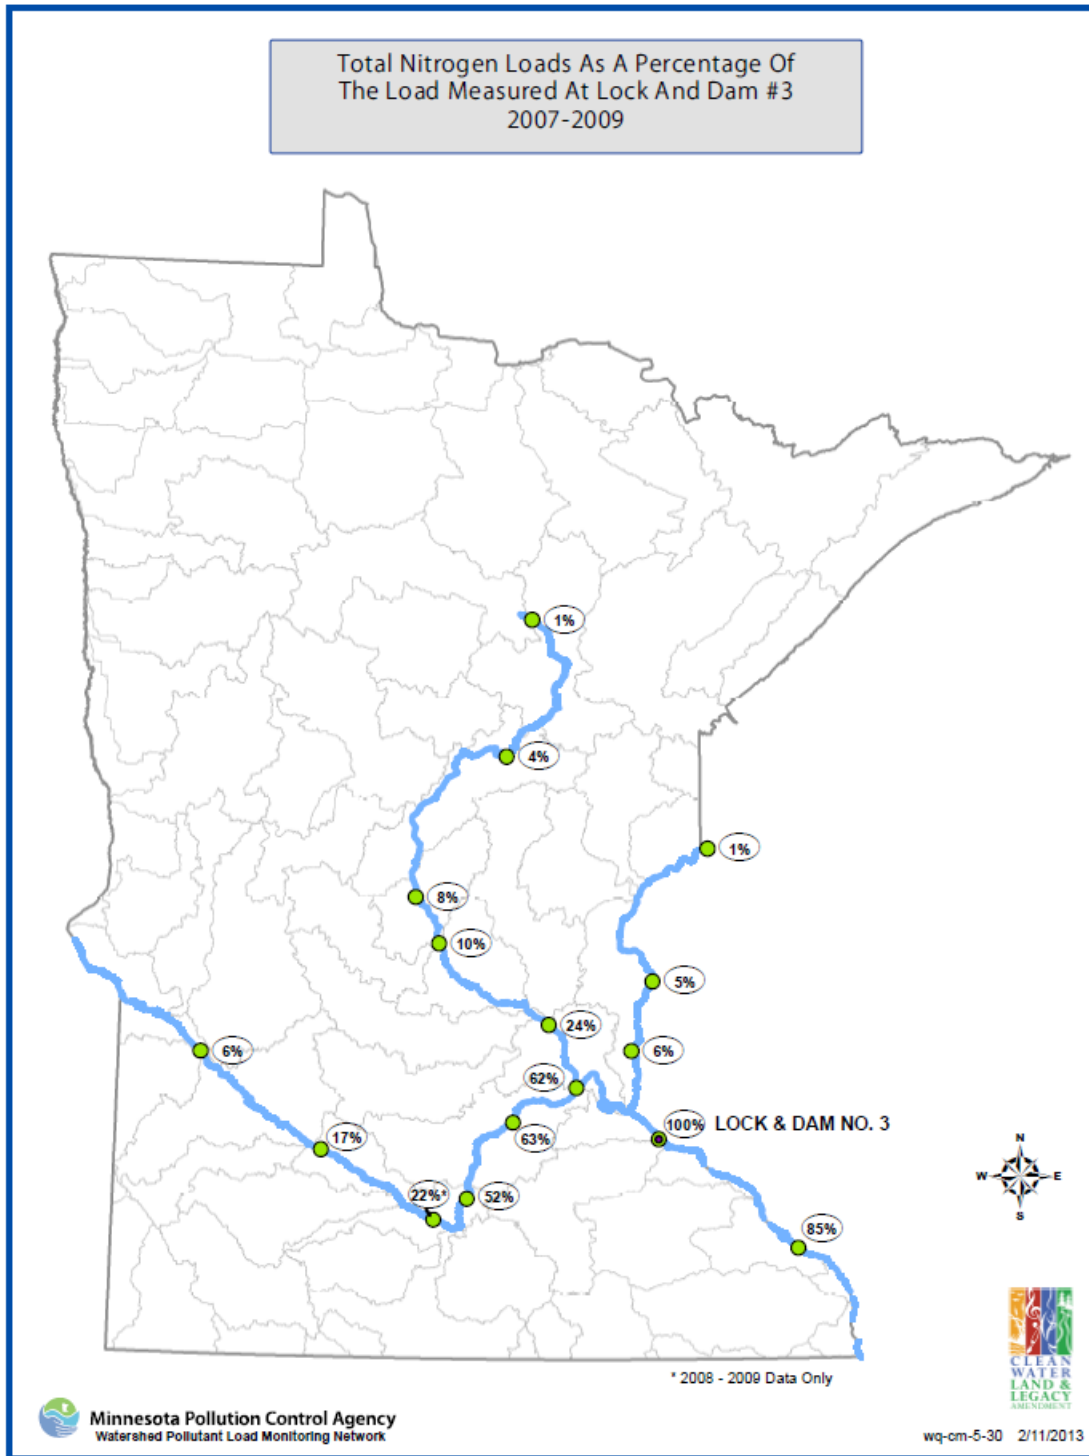 Total Nitrogen Loads As A Percentage Of
The Load Measured At Lock And Dam #3
2007-2009
1%
4%
1%
8%
10%
5%
24%
6%
6%
62%
100% LOCK & DAM NO. 3
63%
17%
N
W E
S
22%*
52%
85%
* 2008 - 2009 Data Only
CLEAN
WATER
LAND &
LEGACY
AMENDMENT
Minnesota Pollution Control Agency
Watershed Pollutant Load Monitoring Network
wq-cm-5-30 2/11/2013